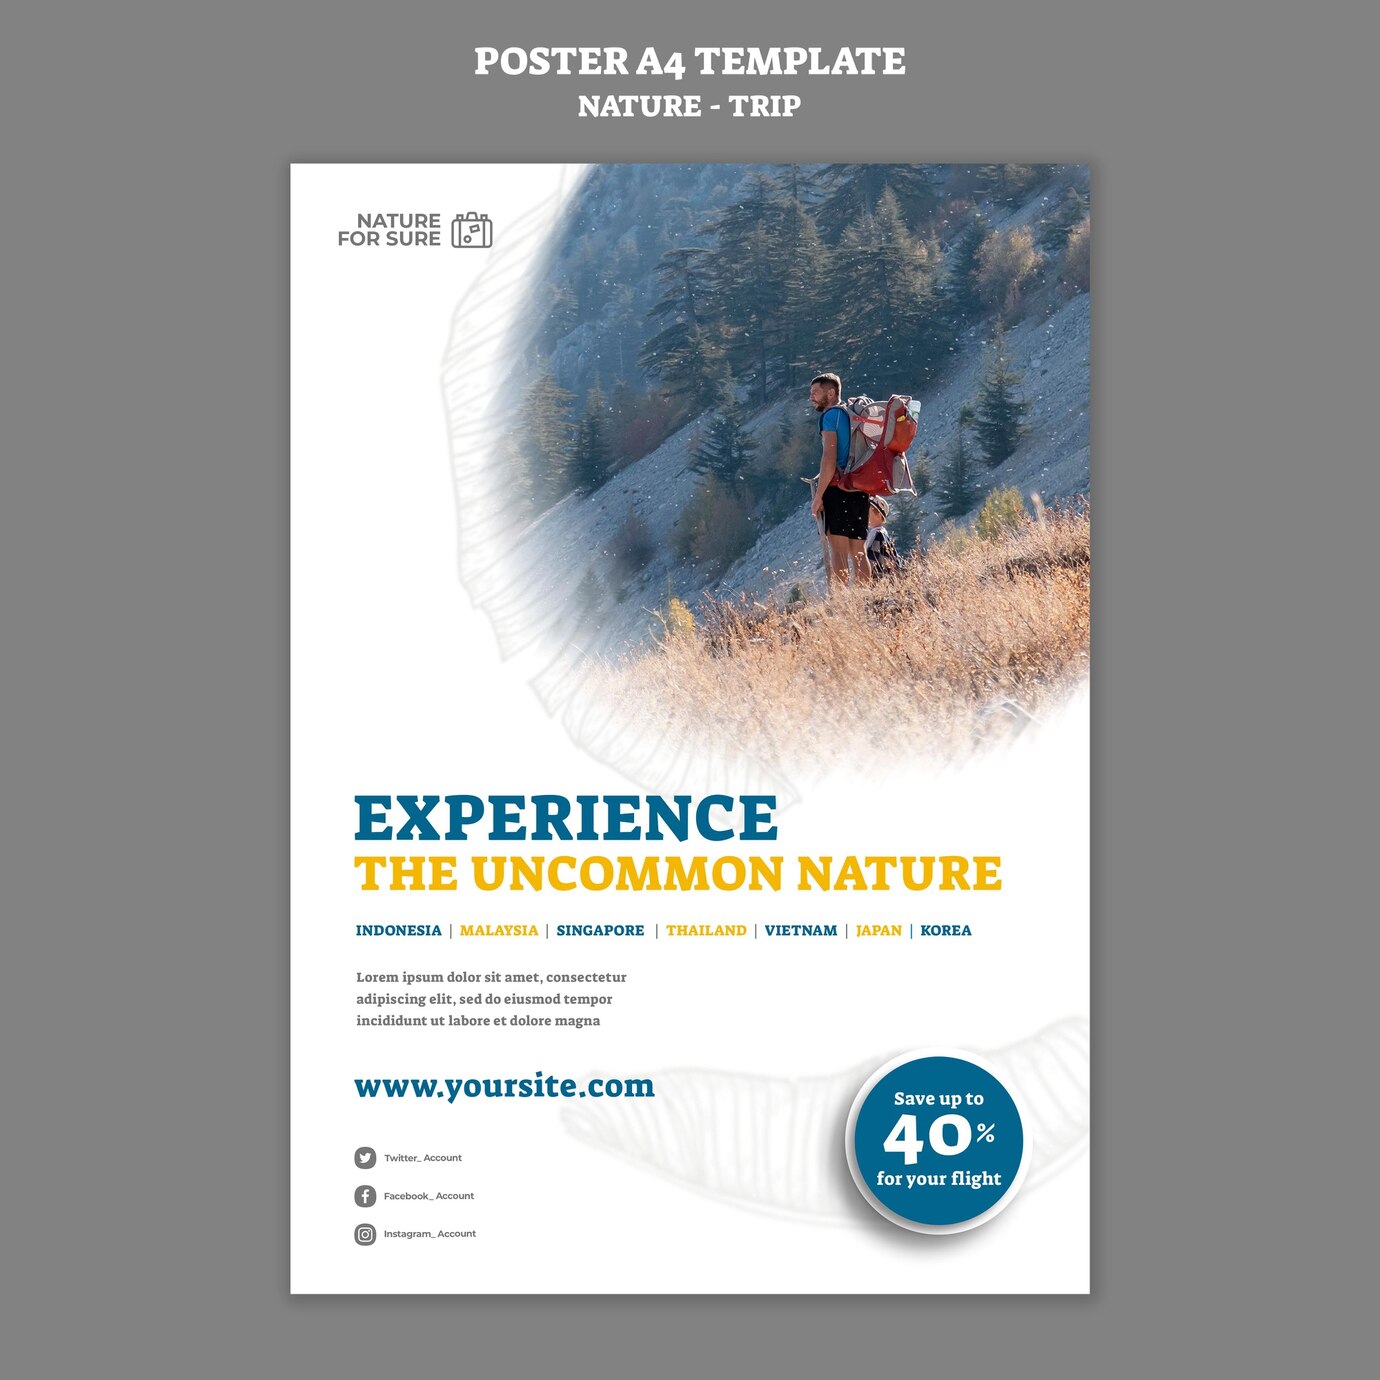 POSTER A4 TEMPLATE
NATURE - TRIP
NATURE
FOR SURE
EXPERIENCE
THE UNCOMMON NATURE
INDONESIA | MALAYSIA | SINGAPORE | THAILAND | VIETNAM | JAPAN | KOREA
Lorem ipsum dolor sit amet, consectetur
adipiscing elit, sed do eiusmod tempor
incididunt ut labore et dolore magna
www.yoursite.com
Twitter_ Account
Facebook_ Account
Instagram_ Account
Save up to
40%
for your flight